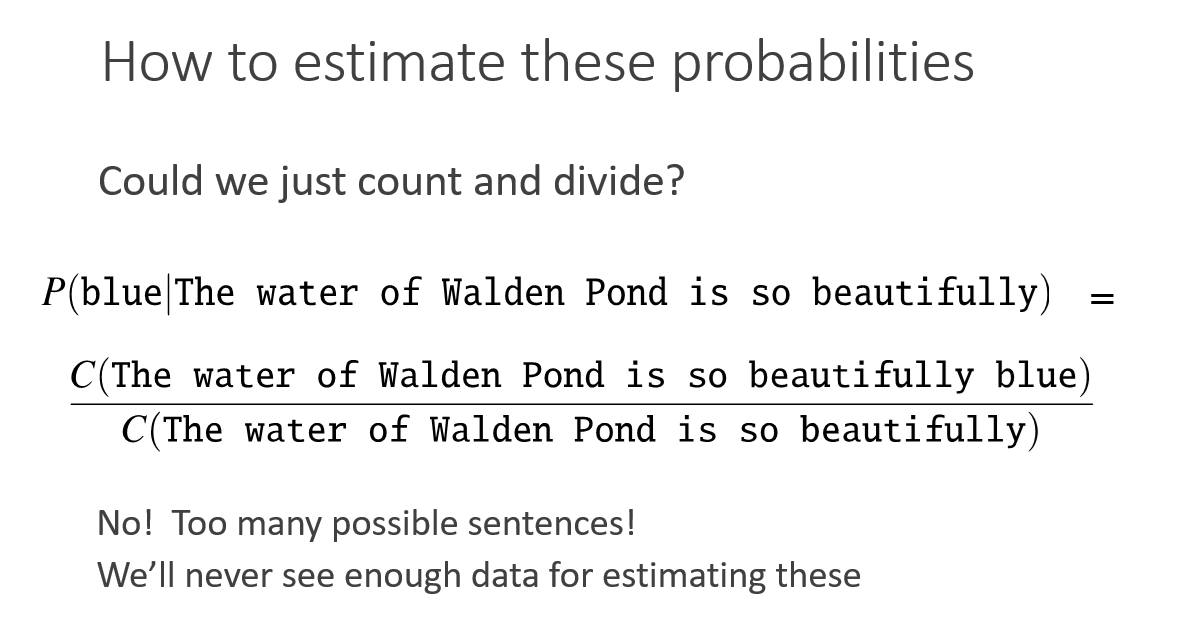 How to estimate these probabilities
Could we just count and divide?
P(blue|The water of Walden Pond is so beautifully) =
C(The water of Walden Pond is so beautifully blue)
C(The water of Walden Pond is so beautifully)
No! Too many possible sentences!
We’ll never see enough data for estimating these